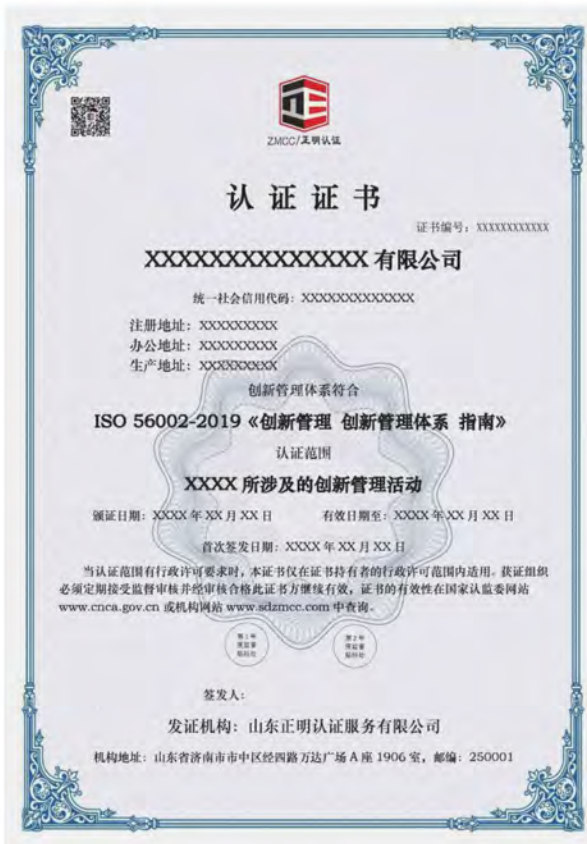 ZMCC/正明认证
认 证 证 书
证书编号：XXXXXXXXXXX
XXXXXXXXXXXXXX 有限公司
统一社会信用代码：XXXXXXXXXXXXX
注册地址：XXXXXXXXX
办公地址：XXXXXXXXX
生产地址：XXXXXXXXX
创新管理体系符合
ISO 56002-2019《创新管理 创新管理体系 指南》
认证范围
XXXX 所涉及的创新管理活动
颁证日期：XXXX 年 XX 月 XX 日 有效日期至：XXXX 年 XX 月 XX 日
首次签发日期：XXXX 年 XX 月 XX 日
当认证范围有行政许可要求时，本证书仅在证书持有者的行政许可范围内适用。获证组织
必须定期接受监督审核并经审核合格此证书方继续有效，证书的有效性在国家认监委网站
www.cnca.gov.cn 或机构网站 www.sdzmcc.com 中查询。
第1年 第2年
签发人：
发证机构：山东正明认证服务有限公司
机构地址：山东省济南市市中区经四路万达广场 A 座 1906 室，邮编：250001